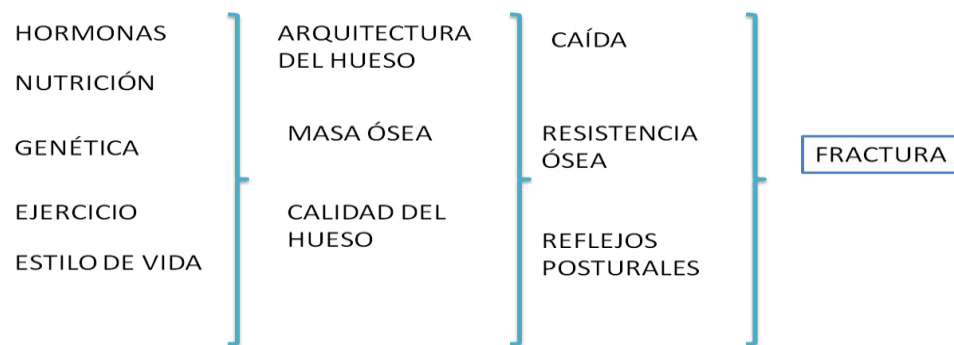 HORMONAS
NUTRICIÓN
GENÉTICA
EJERCICIO
ESTILO DE VIDA
ARQUITECTURA
DEL HUESO
MASA ÓSEA
CALIDAD DEL
HUESO
CAÍDA
RESISTENCIA
ÓSEA
REFLEJOS
POSTURALES
FRACTURA